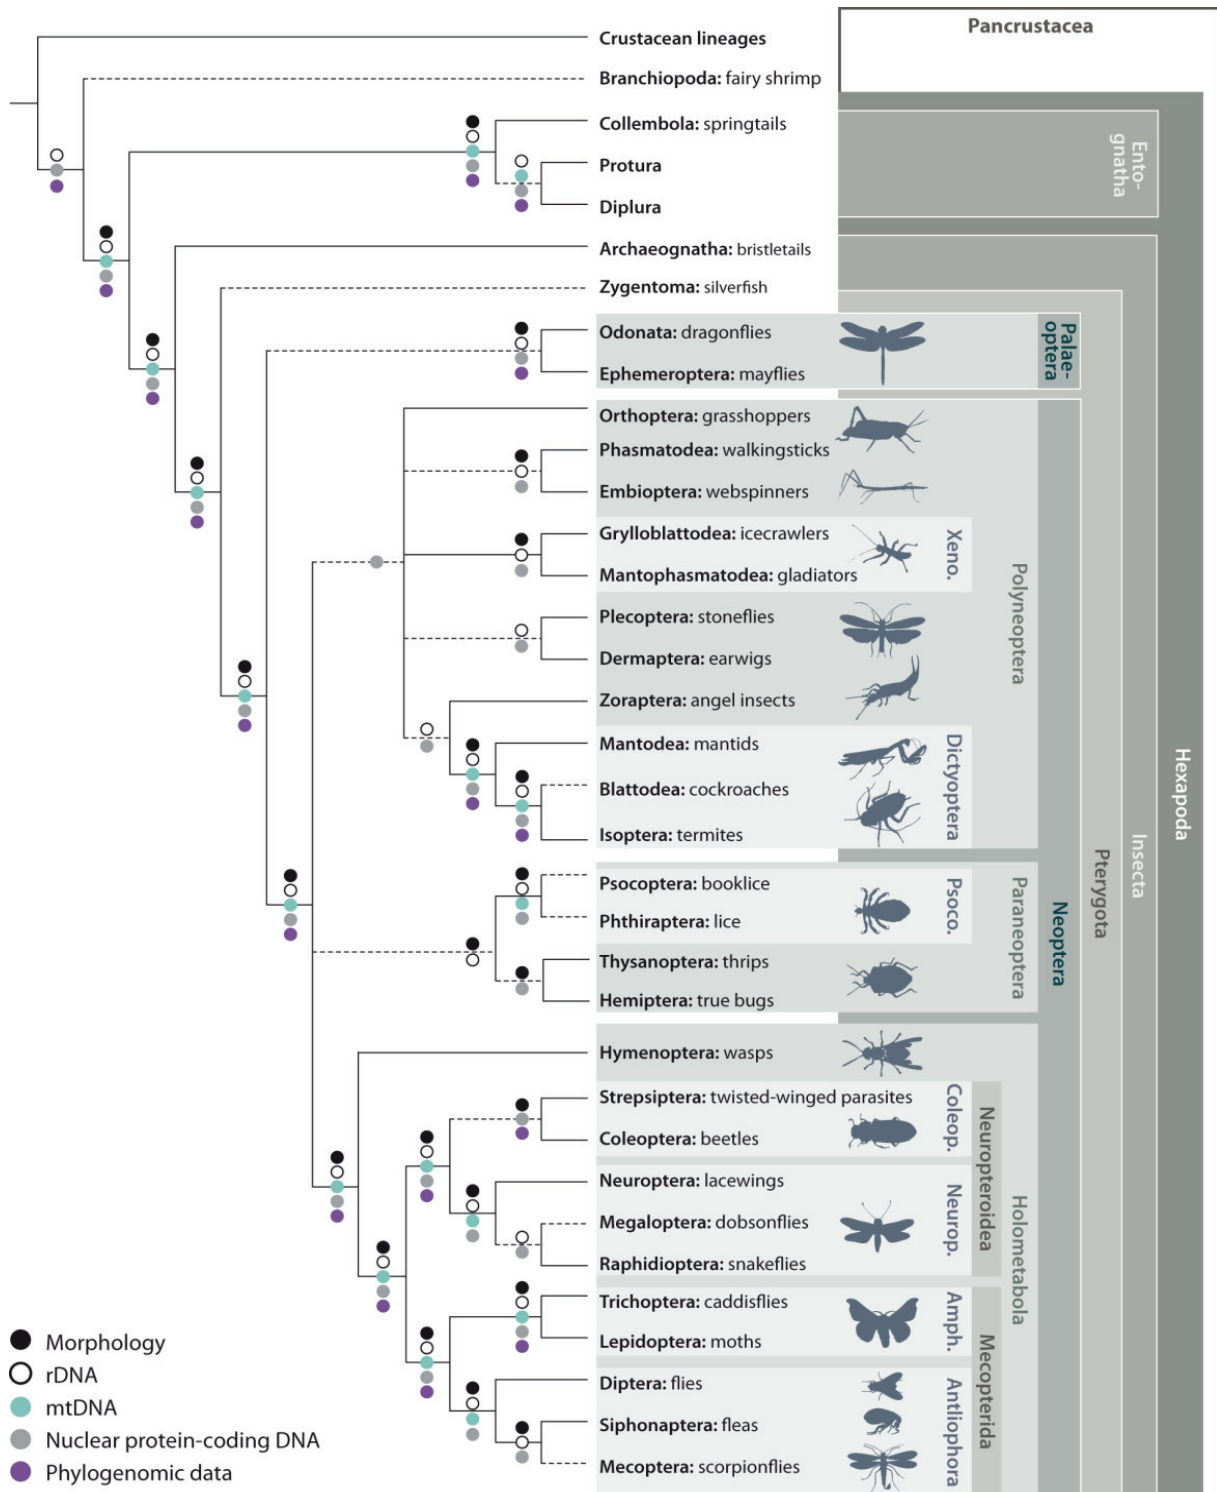 Pancrustacea
Crustacean lineages
Branchiopoda: fairy shrimp
Collembola: springtails
Protura
Diplura
Ento-
gnatha
Archaeognatha: bristletails
Zygentoma: silverfish
Odonata: dragonflies
Ephemeroptera: mayflies
Palae-
optera
Orthoptera: grasshoppers
Phasmatodea: walkingsticks
Embioptera: webspinners
Grylloblattodea: icecrawlers
Mantophasmatodea: gladiators
Xeno.
Plecoptera: stoneflies
Dermaptera: earwigs
Zoraptera: angel insects
Polyneoptera
Mantodea: mantids
Blattodea: cockroaches
Isoptera: termites
Dictyoptera
Hexapoda
Insecta
Pterygota
Neoptera
Psocoptera: booklice
Phthiraptera: lice
Psoco.
Thysanoptera: thrips
Hemiptera: true bugs
Paraneoptera
Hymenoptera: wasps
Strepsiptera: twisted-winged parasites
Coleoptera: beetles
Coleop.
Neuroptera: lacewings
Megaloptera: dobsonflies
Raphidioptera: snakeflies
Neurop.
Neuropteroidea
Holometabola
Trichoptera: caddisflies
Lepidoptera: moths
Amph.
Diptera: flies
Siphonaptera: fleas
Mecoptera: scorpionflies
Antliophora
Mecopterida
Morphology
rDNA
mtDNA
Nuclear protein-coding DNA
Phylogenomic data